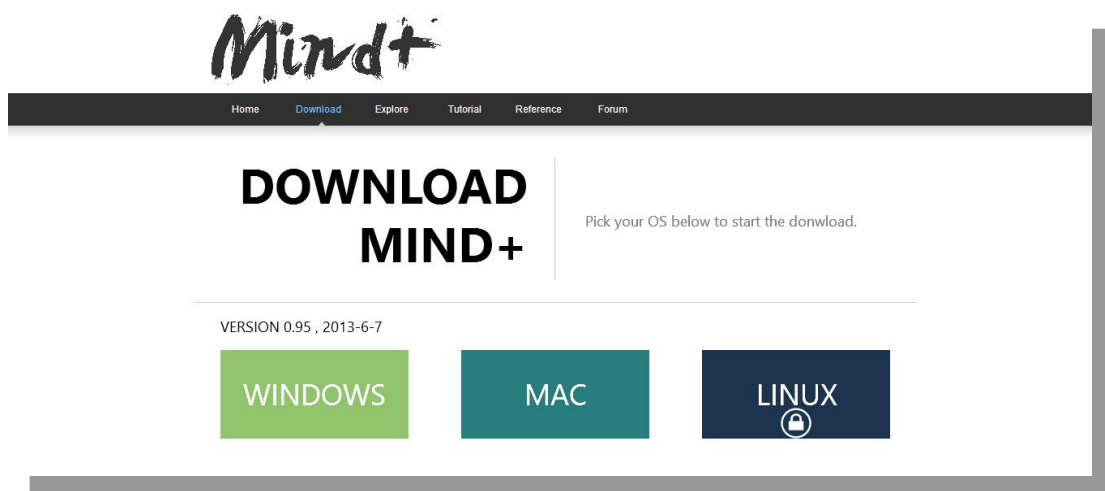 Mind+
Home Download Explore Tutorial Reference Forum
DOWNLOAD
MIND+
Pick your OS below to start the donwload.
VERSION 0.95 , 2013-6-7
WINDOWS MAC LINUX